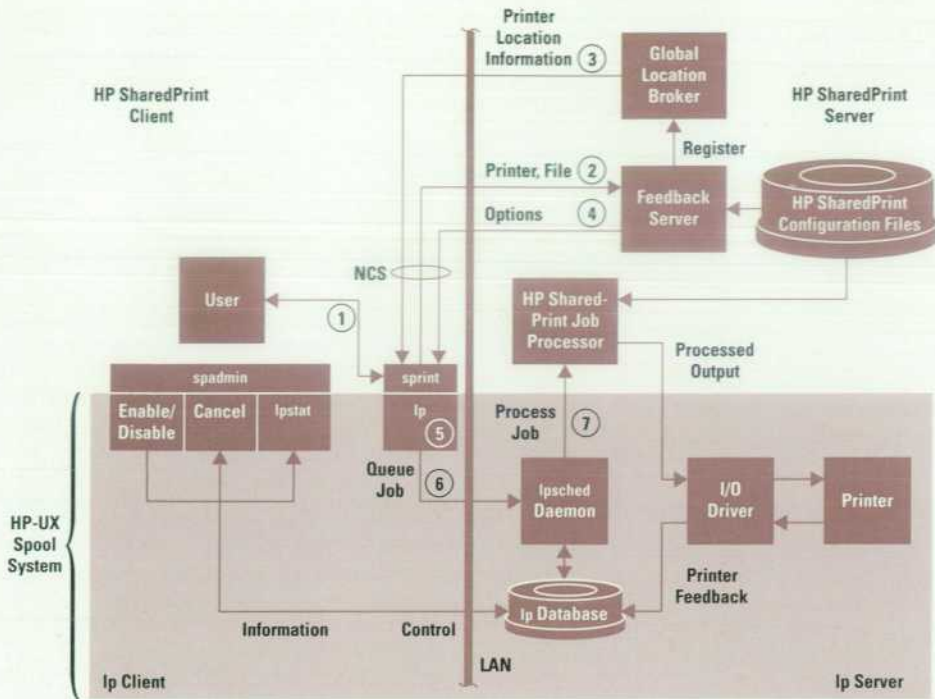 Printer
Location
Information
3
Global
Location
Broker
HP SharedPrint
Client
HP SharedPrint
Server
Register
Printer, File
2
Options
4
Feedback
Server
HP SharedPrint
Configuration Files
NCS
User
1
HP Shared-
Print Job
Processor
Processed
Output
spadmin
sprint
Enable/
Disable
Cancel
lpstat
lp
5
Process
Job
7
Queue
Job
6
lpsched
Daemon
I/O
Driver
Printer
HP-UX
Spool
System
Printer
Feedback
lp Database
Information
Control
LAN
lp Client
lp Server